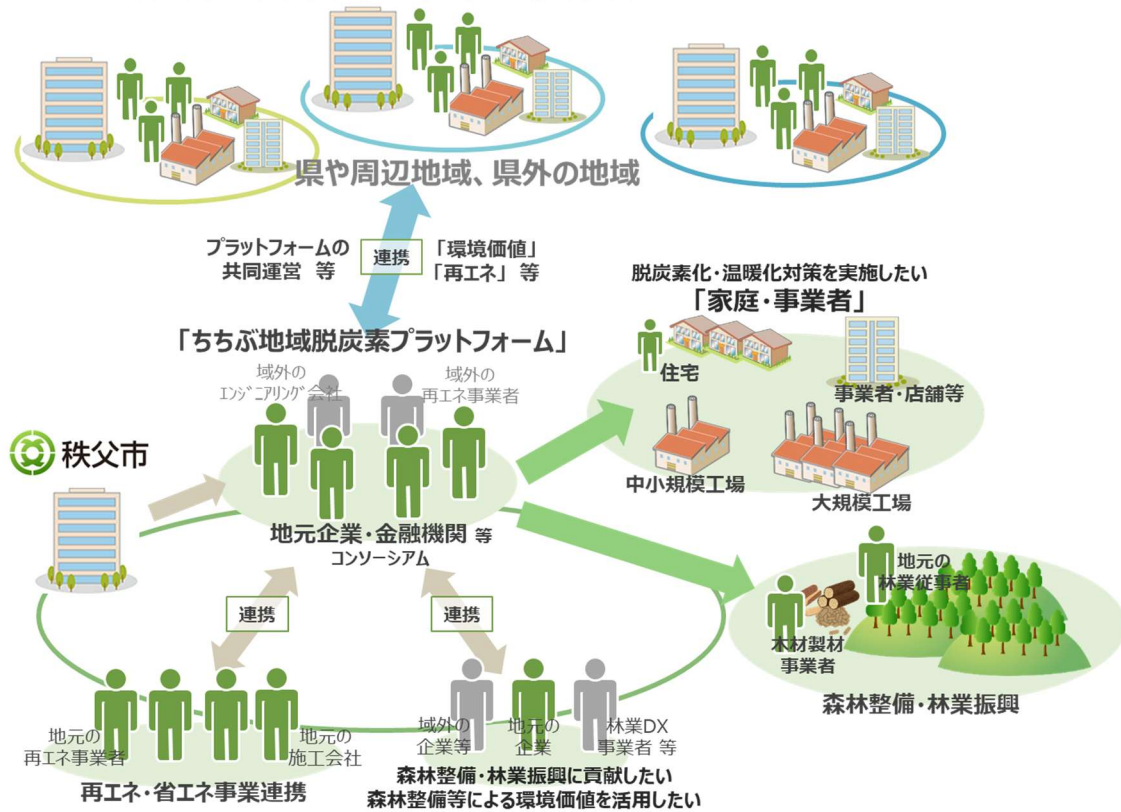 県や周辺地域、県外の地域
プラットフォームの
共同運営 等
連携
「環境価値」
「再エネ」 等
脱炭素化・温暖化対策を実施したい
「家庭・事業者」
「ちちぶ地域脱炭素プラットフォーム」
域外の
エンジニアリング会社
域外の
再エネ事業者
住宅
事業者・店舗等
中小規模工場
大規模工場
秩父市
地元企業・金融機関 等
コンソーシアム
連携
連携
地元の
林業従事者
木材製材
事業者
森林整備・林業振興
地元の
再エネ事業者
地元の
施工会社
再エネ・省エネ事業連携
域外の
企業等
地元の
企業
林業DX
事業者 等
森林整備・林業振興に貢献したい
森林整備等による環境価値を活用したい